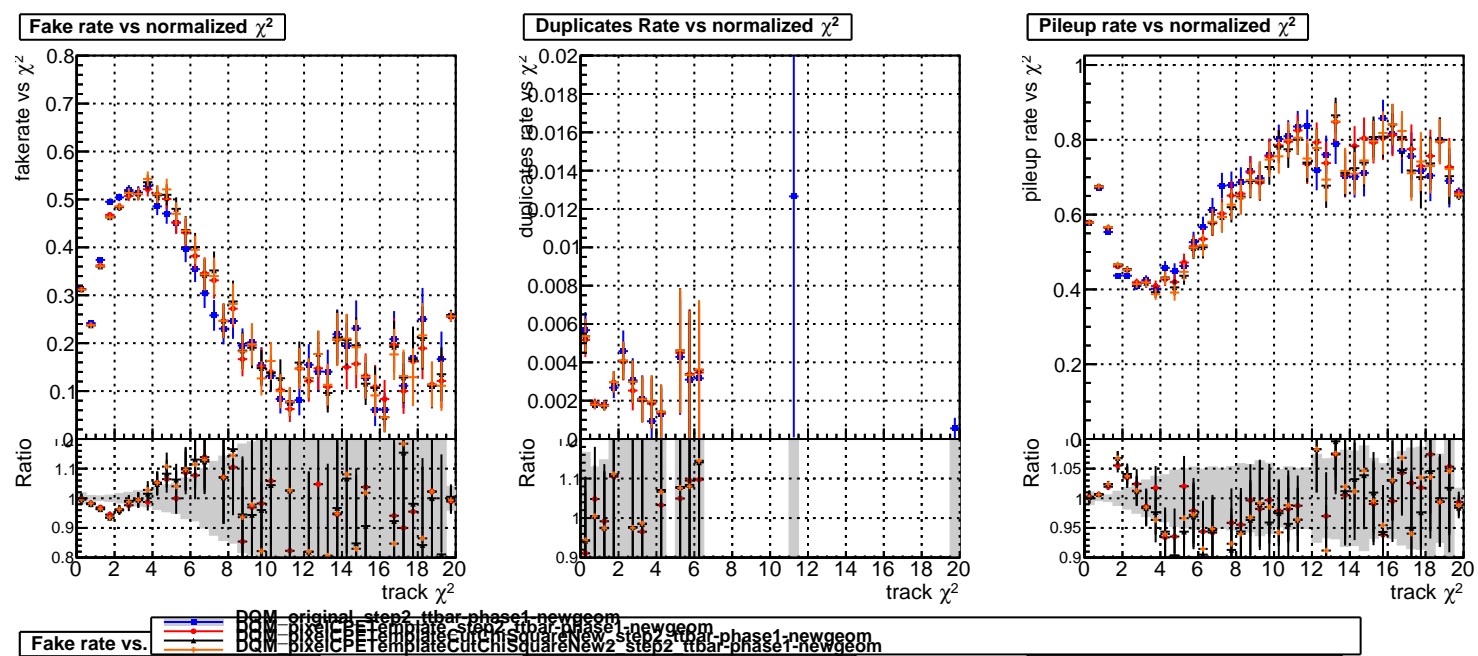 Fake rate vs normalized χ²
Duplicates Rate vs normalized χ²
Pileup rate vs normalized χ²
fakerate vs χ²
0.8
0.7
0.6
0.5
0.4
0.3
0.2
0.1
0
Ratio
1.1
1
0.9
0.8
0 2 4 6 8 10 12 14 16 18 20
track χ²
duplicates rate vs χ²
0.02
0.018
0.016
0.014
0.012
0.01
0.008
0.006
0.004
0.002
0
Ratio
1.1
1
0.9
0 2 4 6 8 10 12 14 16 18 20
track χ²
pileup rate vs χ²
1
0.8
0.6
0.4
0.2
0
Ratio
1.05
1
0.95
0.9
0 2 4 6 8 10 12 14 16 18 20
track χ²
DQM_original_step2_ttbar-phase1-newgeom
DQM_pixelCPETemplate_step2_ttbar-phase1-newgeom
DQM_pixelCPETemplateCutChiSquareNew_step2_ttbar-phase1-newgeom
DQM_pixelCPETemplateCutChiSquareNew2_step2_ttbar-phase1-newgeom
Fake rate vs.